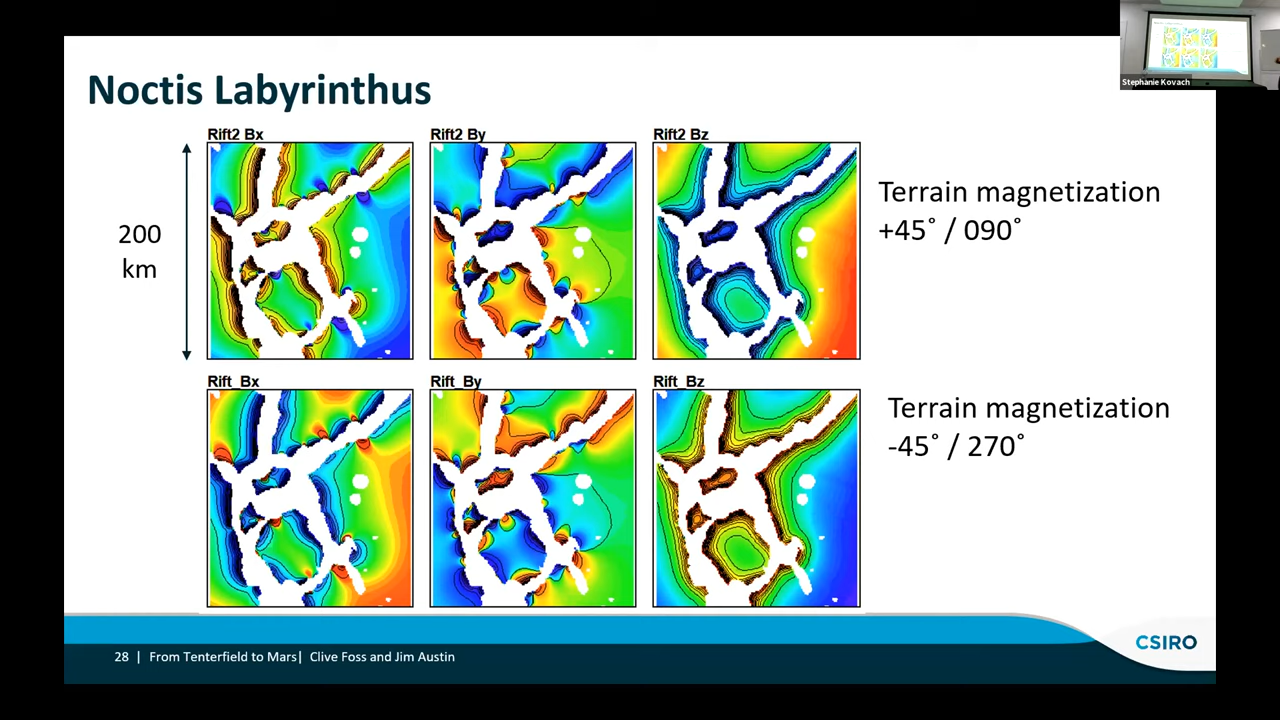 Noctis Labyrinthus
Stephanie Kovach
Rift2 Bx
Rift2 By
Rift2 Bz
200
km
Terrain magnetization
+45° / 090°
Rift_Bx
Rift_By
Rift_Bz
Terrain magnetization
-45° / 270°
28 | From Tenterfield to Mars| Clive Foss and Jim Austin
CSIRO